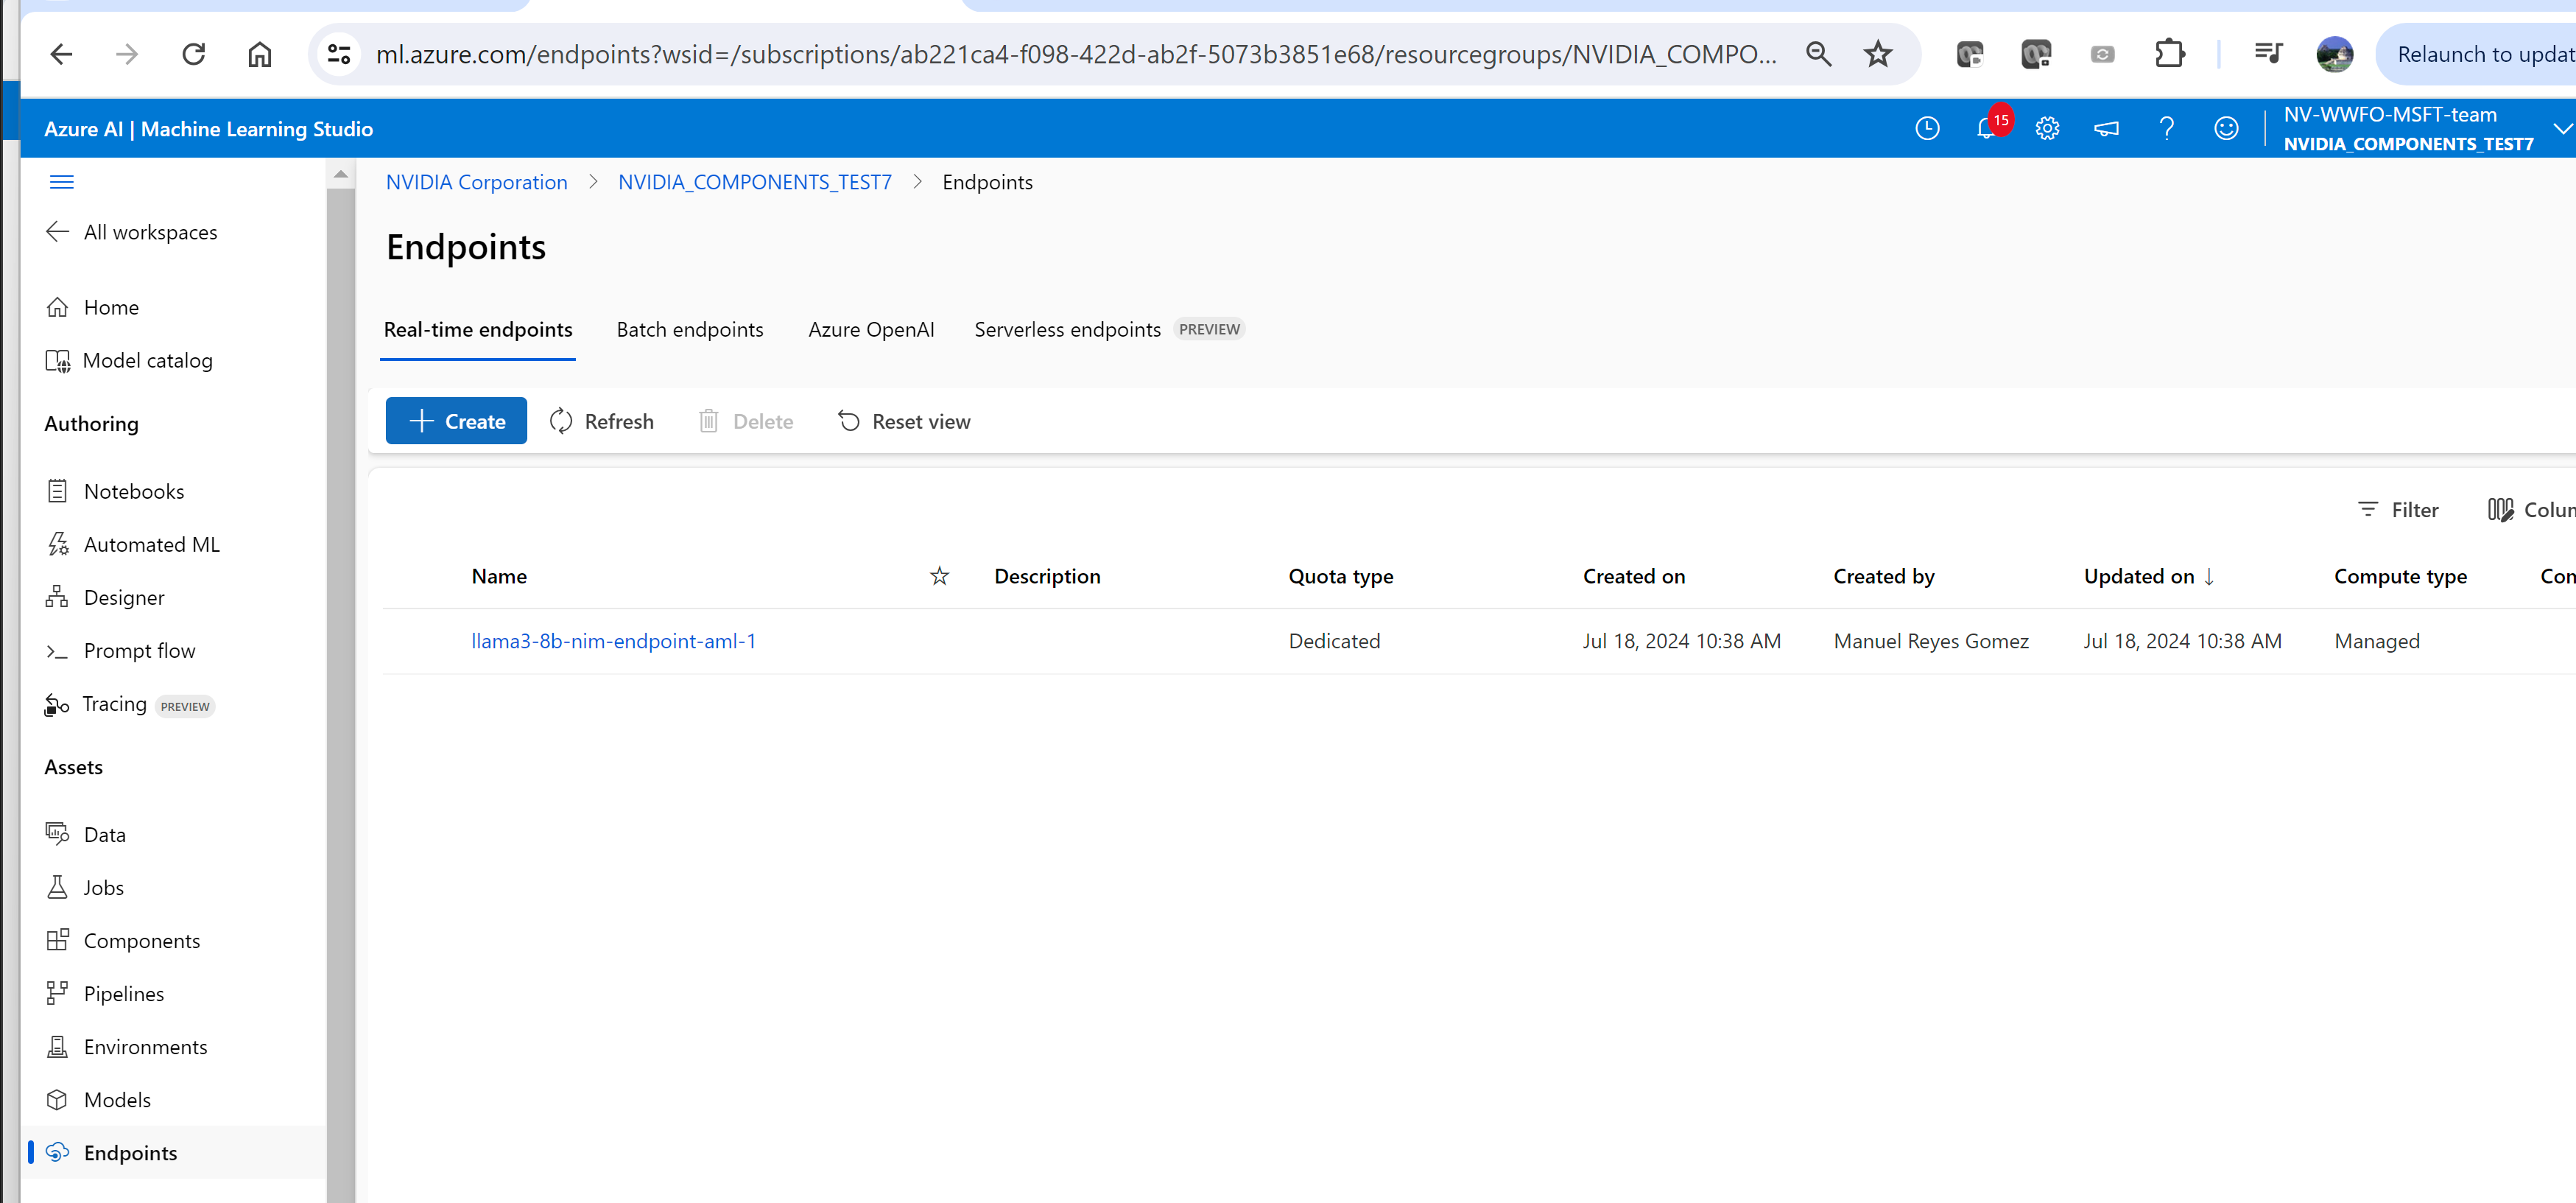 ml.azure.com/endpoints?wsid=/subscriptions/ab221ca4-f098-422d-ab2f-5073b3851e68/resourcegroups/NVIDIA_COMPO...
Relaunch to updat
Azure AI | Machine Learning Studio
15
NV-WWFO-MSFT-team
NVIDIA_COMPONENTS_TEST7
All workspaces
Home
Model catalog
Authoring
Notebooks
Automated ML
Designer
Prompt flow
Tracing PREVIEW
Assets
Data
Jobs
Components
Pipelines
Environments
Models
Endpoints
NVIDIA Corporation > NVIDIA_COMPONENTS_TEST7 > Endpoints
Endpoints
Real-time endpoints Batch endpoints Azure OpenAI Serverless endpoints PREVIEW
Create Refresh Delete Reset view
Filter Colum
Name Description Quota type Created on Created by Updated on ↓ Compute type Con
llama3-8b-nim-endpoint-aml-1 Dedicated Jul 18, 2024 10:38 AM Manuel Reyes Gomez Jul 18, 2024 10:38 AM Managed